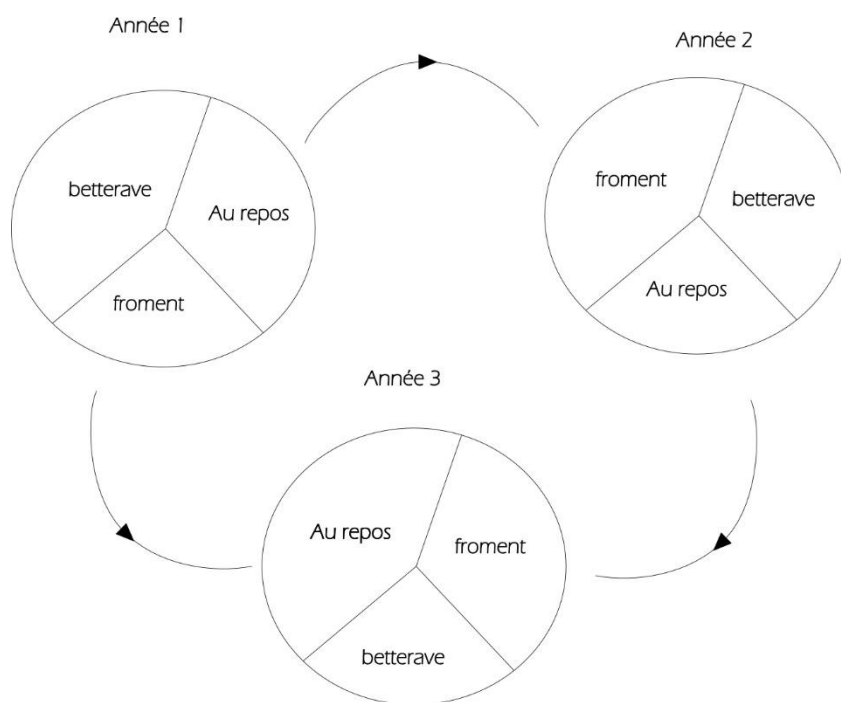 Année 1
betterave
Au repos
froment
Année 2
froment
betterave
Au repos
Année 3
Au repos
froment
betterave